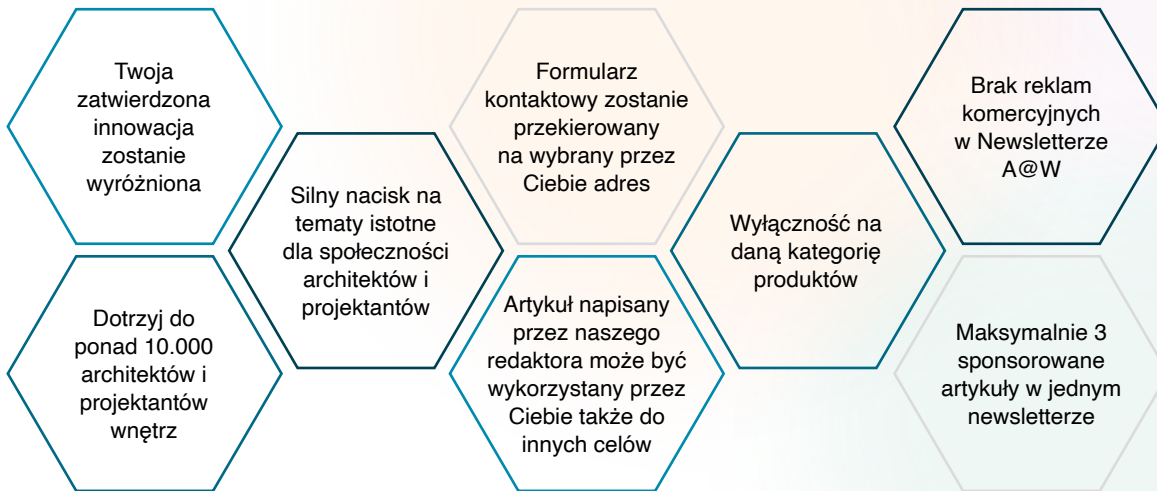 Twoja
zatwierdzona
innowacja
zostanie
wyróżniona
Dotrzyj do
ponad 10.000
architektów i
projektantów
wnętrz
Silny nacisk na
tematy istotne
dla społeczności
architektów i
projektantów
Formularz
kontaktowy zostanie
przekierowany
na wybrany przez
Ciebie adres
Artykuł napisany
przez naszego
redaktora może być
wykorzystany przez
Ciebie także do
innych celów
Wyłączność na
daną kategorię
produktów
Brak reklam
komercyjnych
w Newsletterze
A@W
Maksymalnie 3
sponsorowane
artykuły w jednym
newsletterze